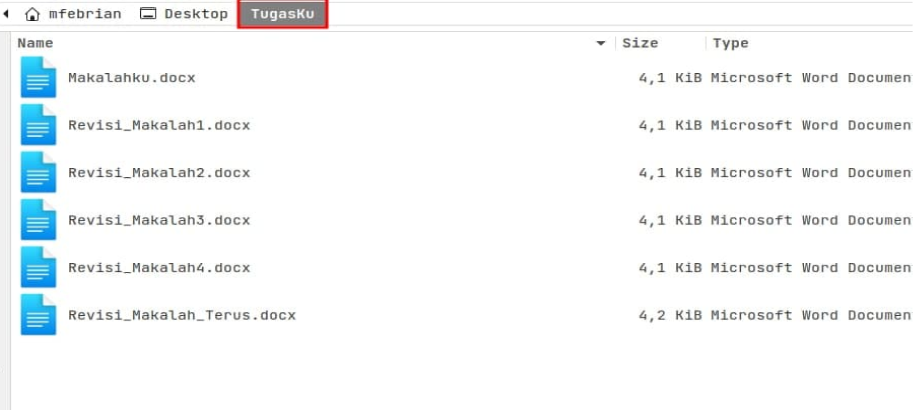 mfebrian Desktop TugasKu
Name Size Type
Makalahku.docx 4,1 KiB Microsoft Word Documen
Revisi_Makalah1.docx 4,1 KiB Microsoft Word Documen
Revisi_Makalah2.docx 4,1 KiB Microsoft Word Documen
Revisi_Makalah3.docx 4,1 KiB Microsoft Word Documen
Revisi_Makalah4.docx 4,1 KiB Microsoft Word Documen
Revisi_Makalah_Terus.docx 4,2 KiB Microsoft Word Documen